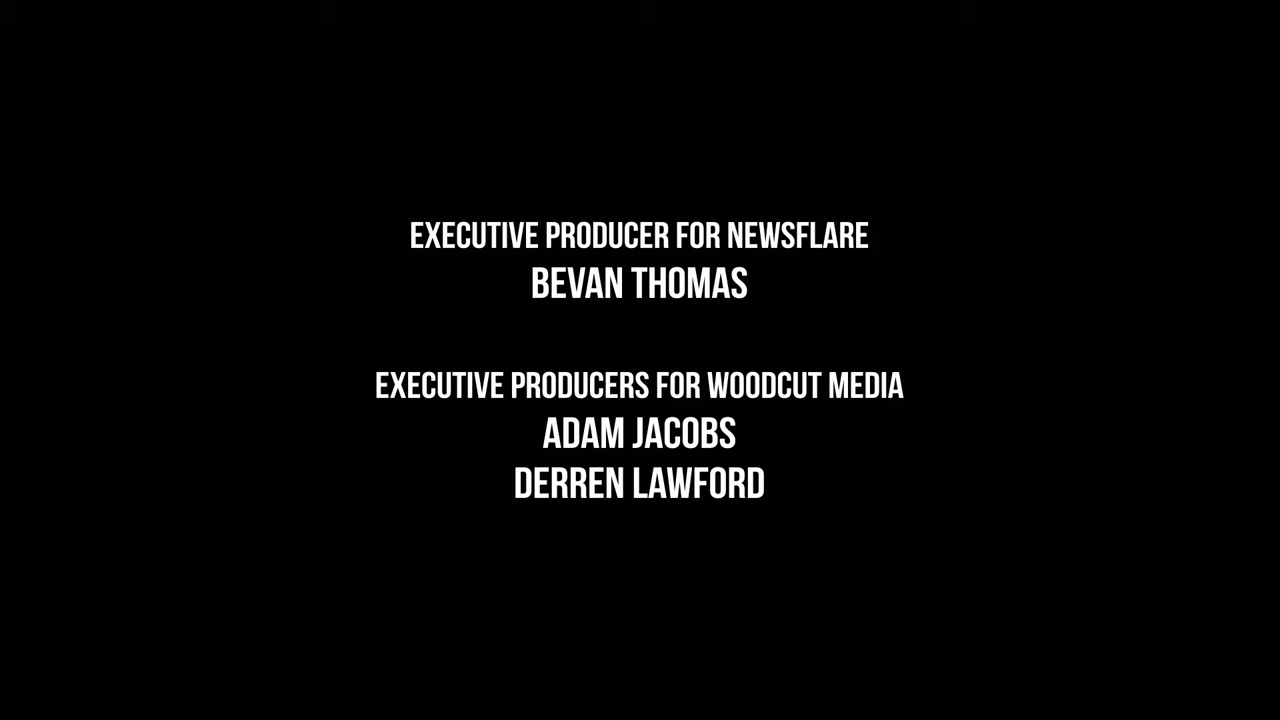 EXECUTIVE PRODUCER FOR NEWSFLARE
BEVAN THOMAS
EXECUTIVE PRODUCERS FOR WOODCUT MEDIA
ADAM JACOBS
DERREN LAWFORD